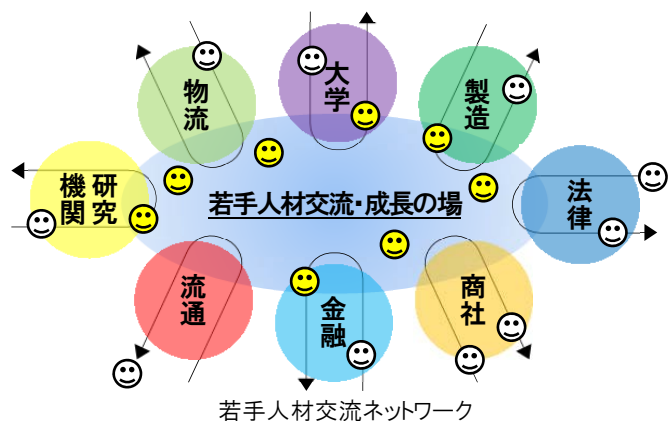 物流
大学
製造
研究
機関
若手人材交流・成長の場
法律
流通
金融
商社
若手人材交流ネットワーク